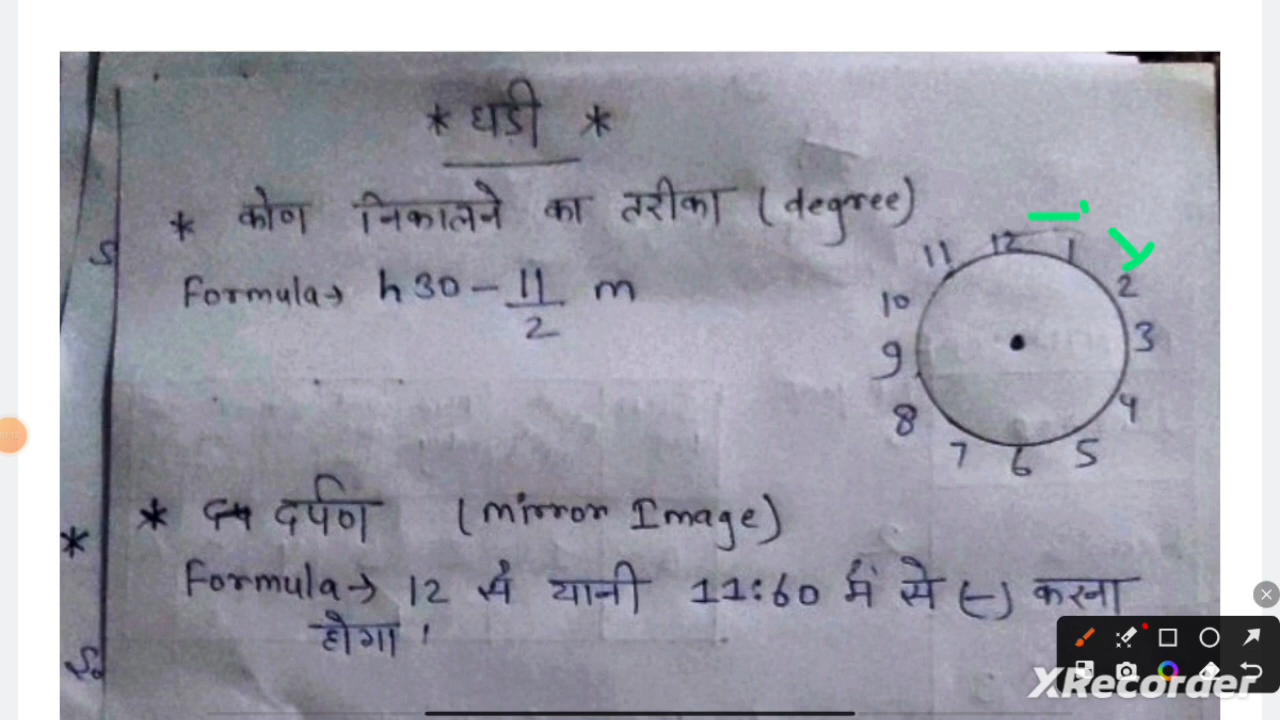 * घड़ी *
* कोण निकालने का तरीका (degree)
Formula→ h30 - 11/2 m
11 12 1
10 2
9 3
8 4
7 6 5
* दर्पण (mirror Image)
Formula→ 12 से यानी 11:60 में से (-) करना
होगा।
XRecorder